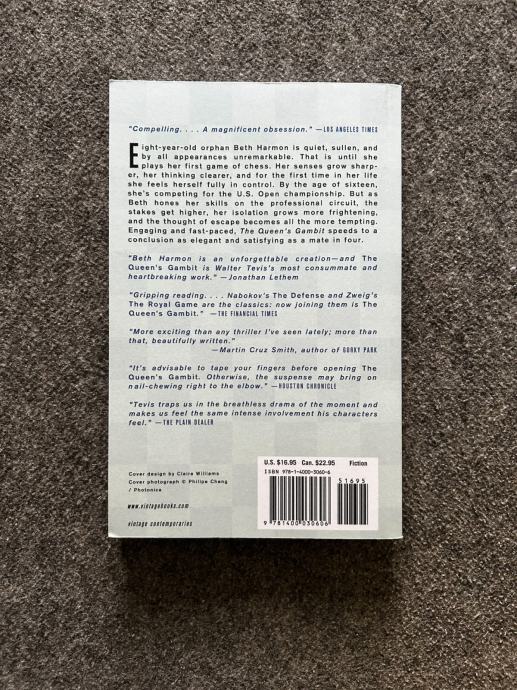 "Compelling. . . . A magnificent obsession." —LOS ANGELES TIMES
Eight-year-old orphan Beth Harmon is quiet, sullen, and
by all appearances unremarkable. That is until she
plays her first game of chess. Her senses grow sharp-
er, her thinking clearer, and for the first time in her life
she feels herself fully in control. By the age of sixteen,
she's competing for the U.S. Open championship. But as
Beth hones her skills on the professional circuit, the
stakes get higher, her isolation grows more frightening,
and the thought of escape becomes all the more tempting.
Engaging and fast-paced, The Queen's Gambit speeds to a
conclusion as elegant and satisfying as a mate in four.
"Beth Harmon is an unforgettable creation—and The
Queen's Gambit is Walter Tevis's most consummate and
heartbreaking work." —Jonathan Lethem
"Gripping reading. . . . Nabokov's The Defense and Zweig's
The Royal Game are the classics: now joining them is The
Queen's Gambit." —THE FINANCIAL TIMES
"More exciting than any thriller I've seen lately; more than
that, beautifully written."
—Martin Cruz Smith, author of GORKY PARK
"It's advisable to tape your fingers before opening The
Queen's Gambit. Otherwise, the suspense may bring on
nail-chewing right to the elbow." —HOUSTON CHRONICLE
"Tevis traps us in the breathless drama of the moment and
makes us feel the same intense involvement his characters
feel." —THE PLAIN DEALER
Cover design by Claire Williams
Cover photograph © Philipe Cheng
/ Photonica
www.vintagebooks.com
vintage contemporaries
U.S. $16.95 Can. $22.95 Fiction
ISBN 978-1-4000-3060-6
51695
9 781400 030606